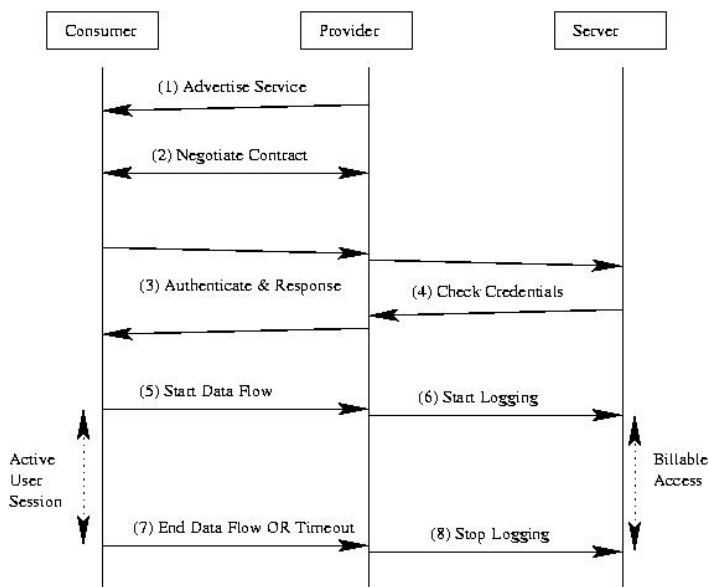 Consumer
Provider
Server
(1) Advertise Service
(2) Negotiate Contract
(3) Authenticate & Response
(4) Check Credentials
(5) Start Data Flow
(6) Start Logging
Active
User
Session
Billable
Access
(7) End Data Flow OR Timeout
(8) Stop Logging